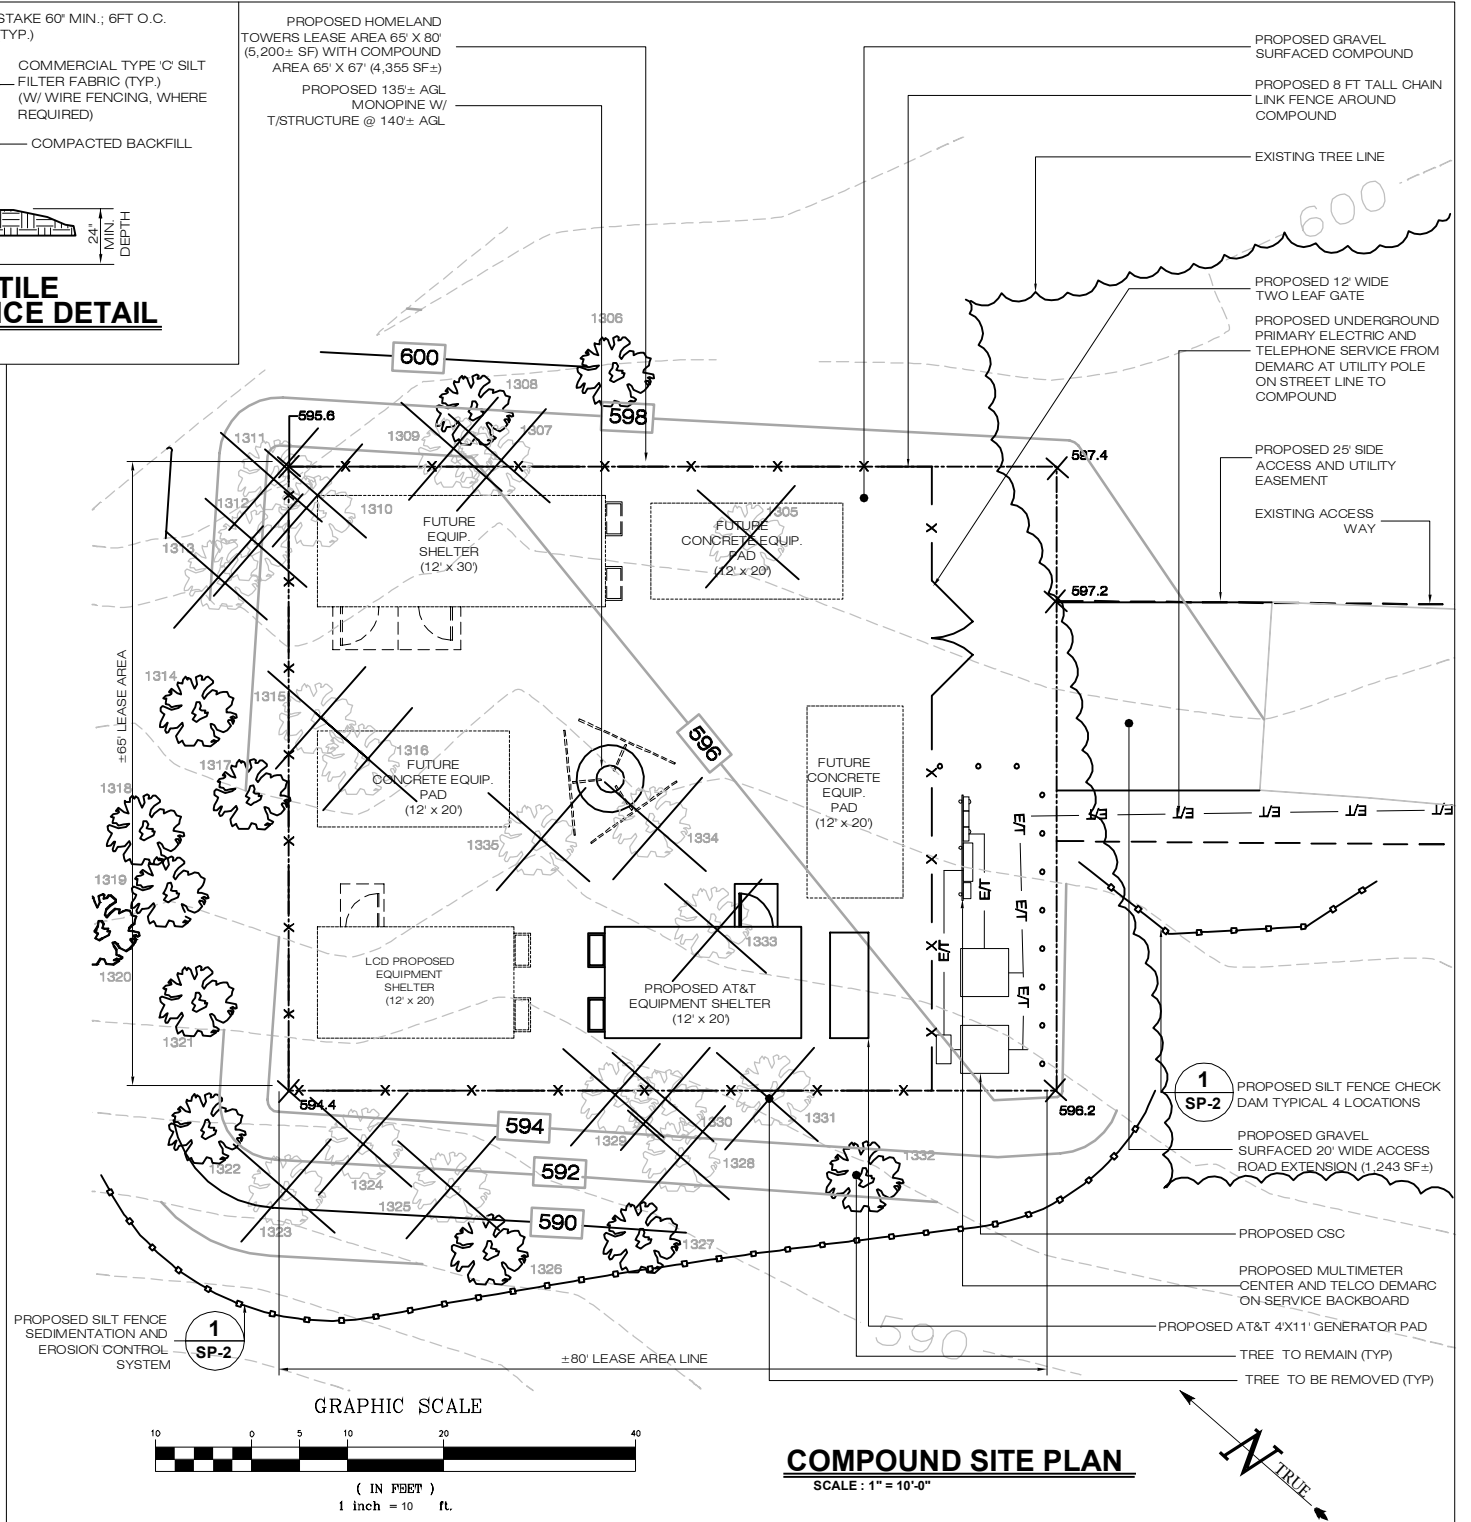 STAKE 60" MIN.; 6FT O.C.
TYP.)
COMMERCIAL TYPE 'C' SILT
FILTER FABRIC (TYP.)
(W/ WIRE FENCING, WHERE
REQUIRED)
COMPACTED BACKFILL
24"
MIN.
DEPTH
TILE
ICE DETAIL
PROPOSED HOMELAND
TOWERS LEASE AREA 65' X 80'
(5,200± SF) WITH COMPOUND
AREA 65' X 67' (4,355 SF±)
PROPOSED 135'± AGL
MONOPINE W/
T/STRUCTURE @ 140'± AGL
PROPOSED GRAVEL
SURFACED COMPOUND
PROPOSED 8 FT TALL CHAIN
LINK FENCE AROUND
COMPOUND
EXISTING TREE LINE
600
PROPOSED 12' WIDE
TWO LEAF GATE
PROPOSED UNDERGROUND
PRIMARY ELECTRIC AND
TELEPHONE SERVICE FROM
DEMARC AT UTILITY POLE
ON STREET LINE TO
COMPOUND
PROPOSED 25' SIDE
ACCESS AND UTILITY
EASEMENT
EXISTING ACCESS
WAY
1306
600
1308
595.6
598
1309
1307
1311
597.4
1312
1310
1305
1313
FUTURE
EQUIP.
SHELTER
(12' x 30')
FUTURE
CONCRETE EQUIP.
PAD
(12' x 20')
597.2
±65' LEASE AREA
1314
1315
1316
596
FUTURE
CONCRETE EQUIP.
PAD
(12' x 20')
FUTURE
CONCRETE
EQUIP.
PAD
(12' x 20')
1317
1318
1335
1334
E/T
E/T
E/T
E/T
E/T
E/T
1319
E/T
E/T
1333
E/T
1320
LCD PROPOSED
EQUIPMENT
SHELTER
(12' x 20')
PROPOSED AT&T
EQUIPMENT SHELTER
(12' x 20')
E/T
1321
594.4
596.2
1331
1330
1329
1328
594
592
590
1332
1322
1324
1325
1323
1326
1327
1
SP-2
PROPOSED SILT FENCE CHECK
DAM TYPICAL 4 LOCATIONS
PROPOSED GRAVEL
SURFACED 20' WIDE ACCESS
ROAD EXTENSION (1,243 SF±)
PROPOSED CSC
PROPOSED MULTIMETER
CENTER AND TELCO DEMARC
ON SERVICE BACKBOARD
PROPOSED AT&T 4'X11' GENERATOR PAD
TREE TO REMAIN (TYP)
TREE TO BE REMOVED (TYP)
590
PROPOSED SILT FENCE
SEDIMENTATION AND
EROSION CONTROL
SYSTEM
1
SP-2
±80' LEASE AREA LINE
GRAPHIC SCALE
10 0 5 10 20 40
( IN FEET )
1 inch = 10 ft.
COMPOUND SITE PLAN
SCALE : 1" = 10'-0"
N
TRUE